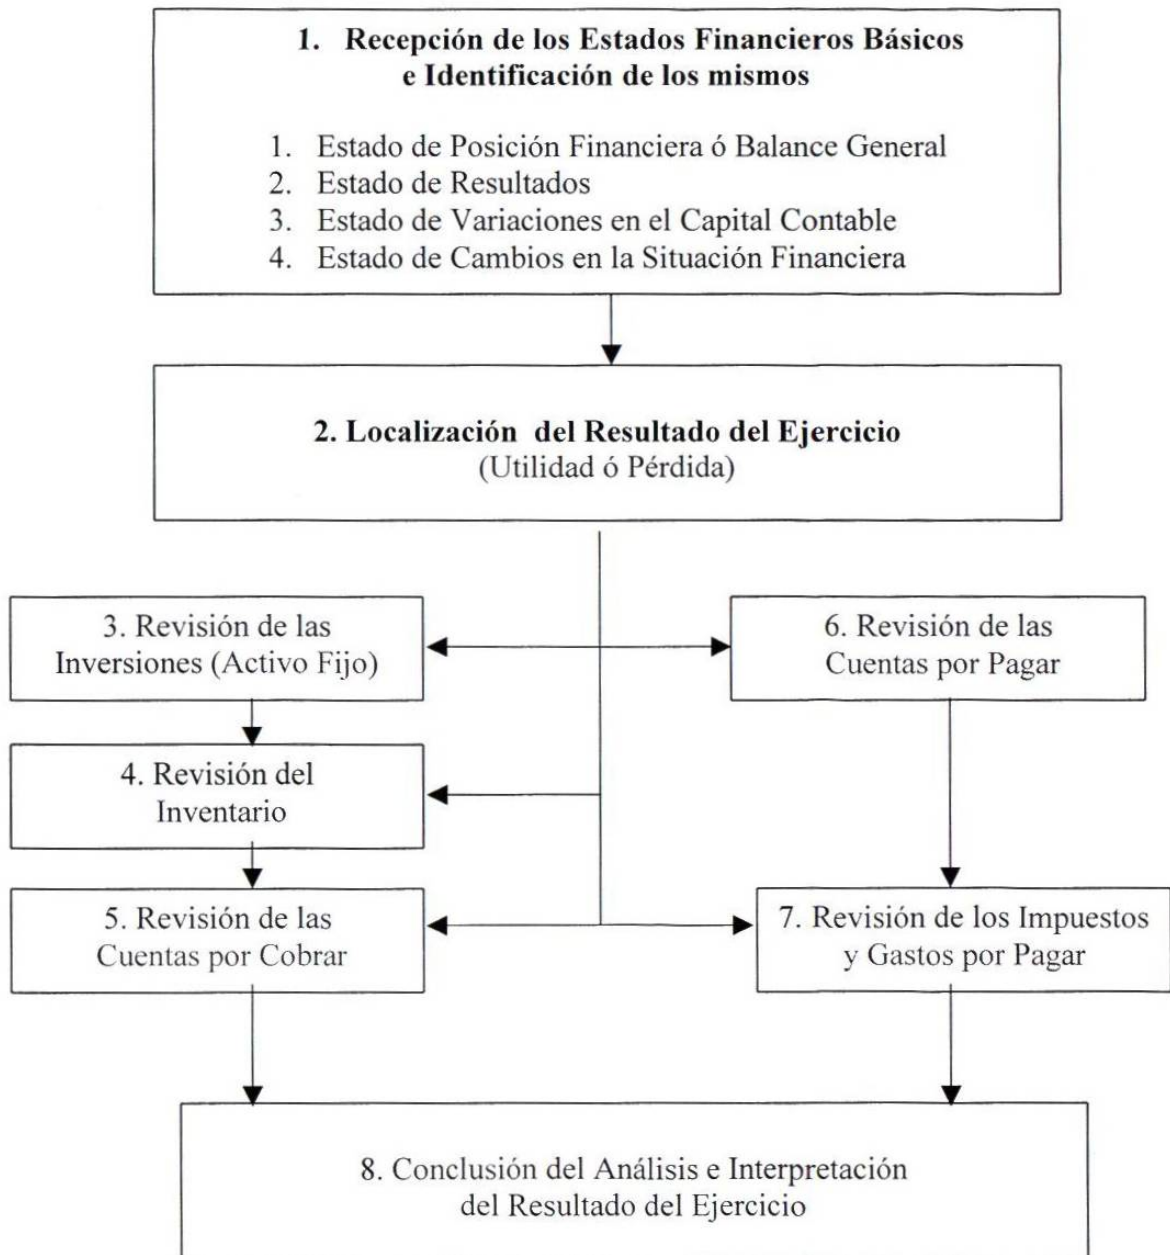 1. Recepción de los Estados Financieros Básicos
e Identificación de los mismos
1. Estado de Posición Financiera ó Balance General
2. Estado de Resultados
3. Estado de Variaciones en el Capital Contable
4. Estado de Cambios en la Situación Financiera
2. Localización del Resultado del Ejercicio
(Utilidad ó Pérdida)
3. Revisión de las
Inversiones (Activo Fijo)
4. Revisión del
Inventario
5. Revisión de las
Cuentas por Cobrar
6. Revisión de las
Cuentas por Pagar
7. Revisión de los Impuestos
y Gastos por Pagar
8. Conclusión del Análisis e Interpretación
del Resultado del Ejercicio